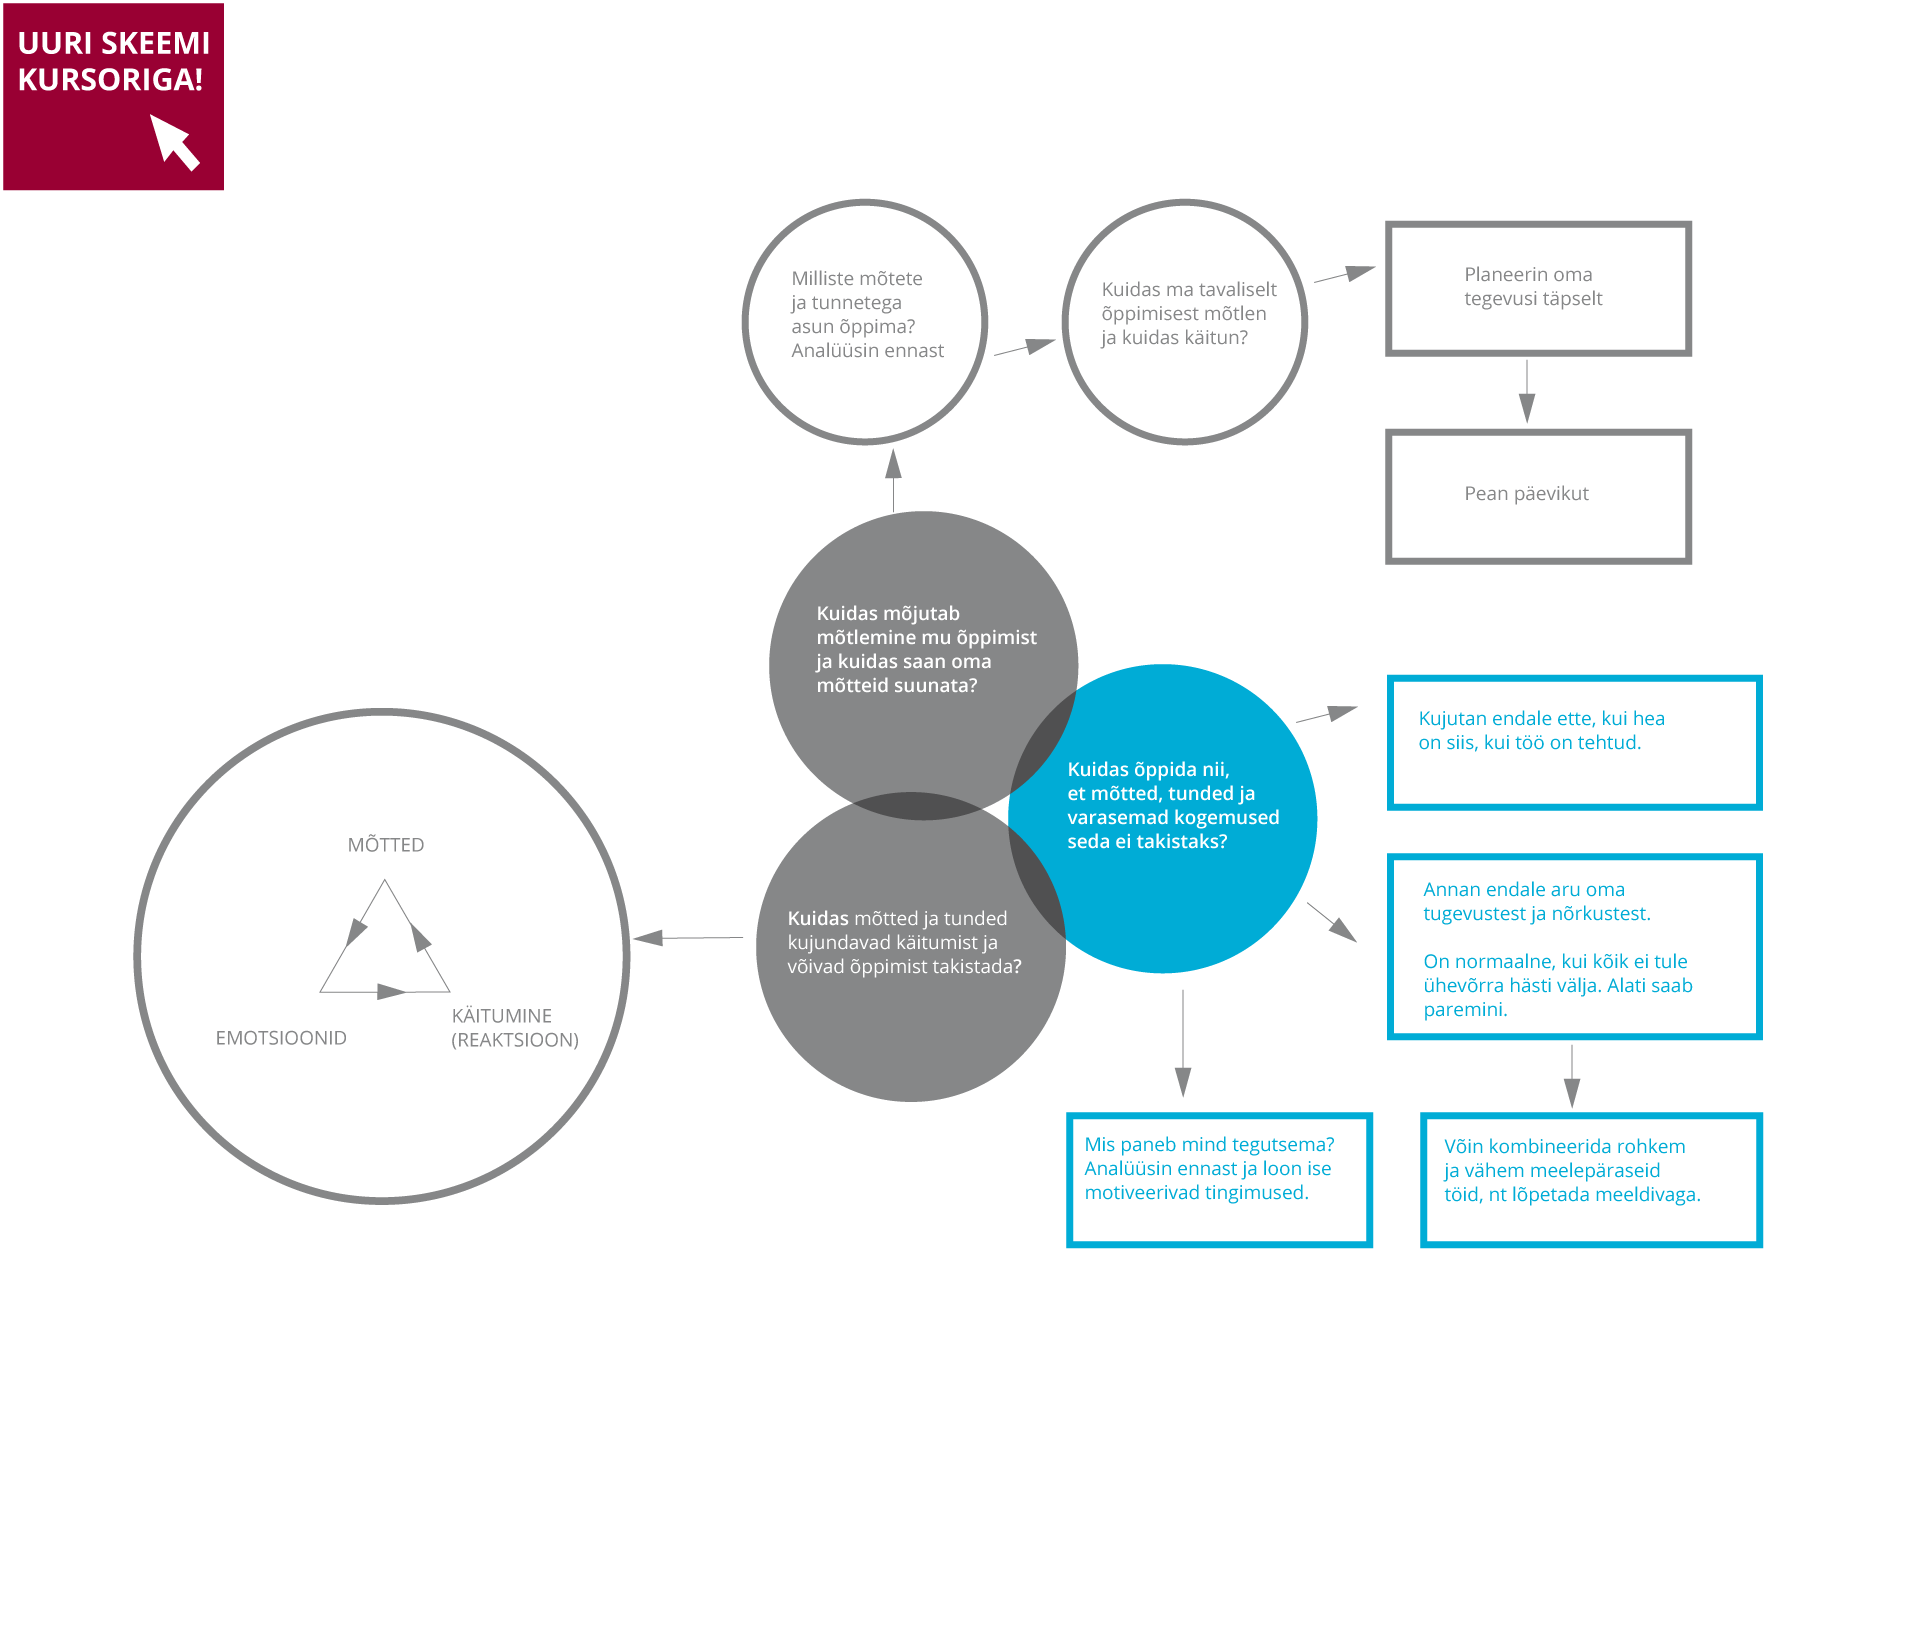 UURI SKEEMI
KURSORIGA!
Milliste mõtete
ja tunnetega
asun õppima?
Analüüsin ennast
Kuidas ma tavaliselt
õppimisest mõtlen
ja kuidas käitun?
Planeerin oma
tegevusi täpselt
Pean päevikut
Kuidas mõjutab
mõtlemine mu õppimist
ja kuidas saan oma
mõtteid suunata?
Kuidas õppida nii,
et mõtted, tunded ja
varasemad kogemused
seda ei takistaks?
Kujutan endale ette, kui hea
on siis, kui töö on tehtud.
Kuidas mõtted ja tunded
kujundavad käitumist ja
võivad õppimist takistada?
MÕTTED
EMOTSIOONID
KÄITUMINE
(REAKTSIOON)
Annan endale aru oma
tugevustest ja nõrkustest.
On normaalne, kui kõik ei tule
ühevõrra hästi välja. Alati saab
paremini.
Mis paneb mind tegutsema?
Analüüsin ennast ja loon ise
motiveerivad tingimused.
Võin kombineerida rohkem
ja vähem meelepäraseid
töid, nt lõpetada meeldivaga.